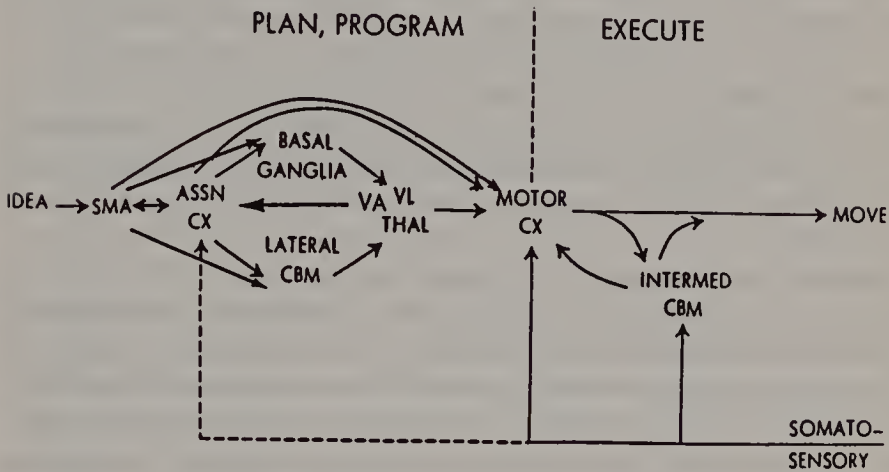 PLAN, PROGRAM
EXECUTE
BASAL
GANGLIA
IDEA
SMA
ASSN
CX
VA
VL
THAL
MOTOR
CX
MOVE
LATERAL
CBM
INTERMED
CBM
SOMATO-
SENSORY